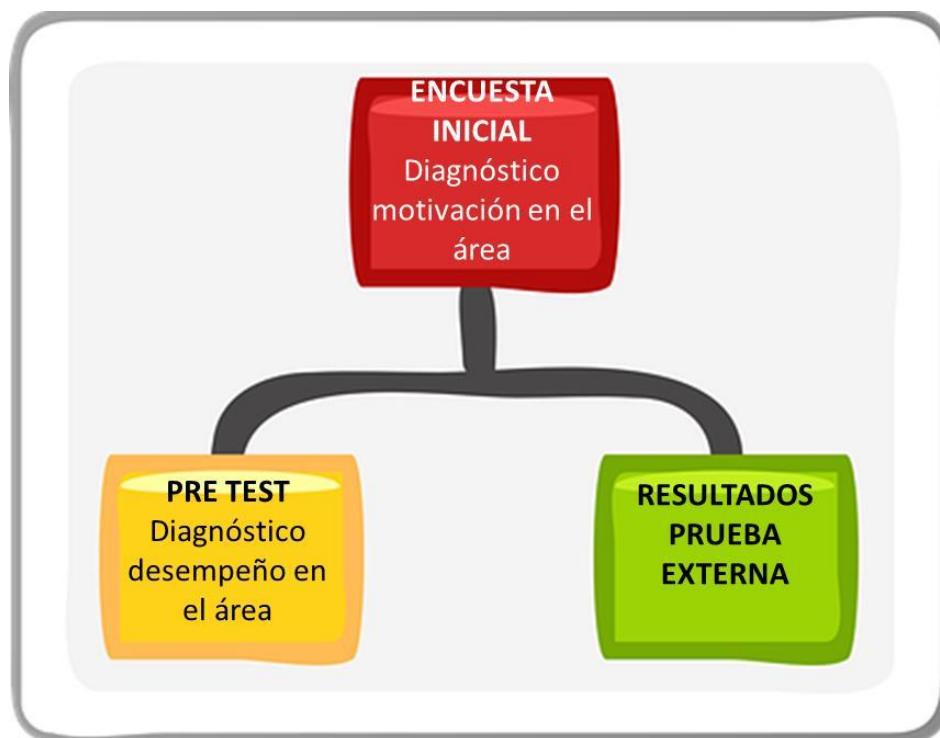 ENCUESTA
INICIAL
Diagnóstico
motivación en el
área
PRE TEST
Diagnóstico
desempeño en
el área
RESULTADOS
PRUEBA
EXTERNA